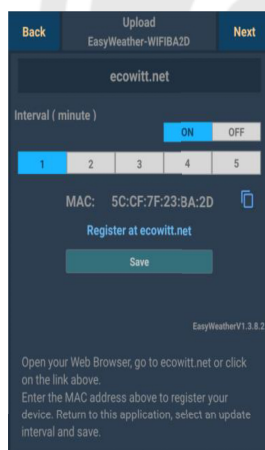 Back Upload Next
EasyWeather-WIFIBA2D
ecowitt.net
Interval ( minute )
ON OFF
1 2 3 4 5
MAC: 5C:CF:7F:23:BA:2D
Register at ecowitt.net
Save
EasyWeatherV1.3.8.2
Open your Web Browser, go to ecowitt.net or click
on the link above.
Enter the MAC address above to register your
device. Return to this application, select an update
interval and save.